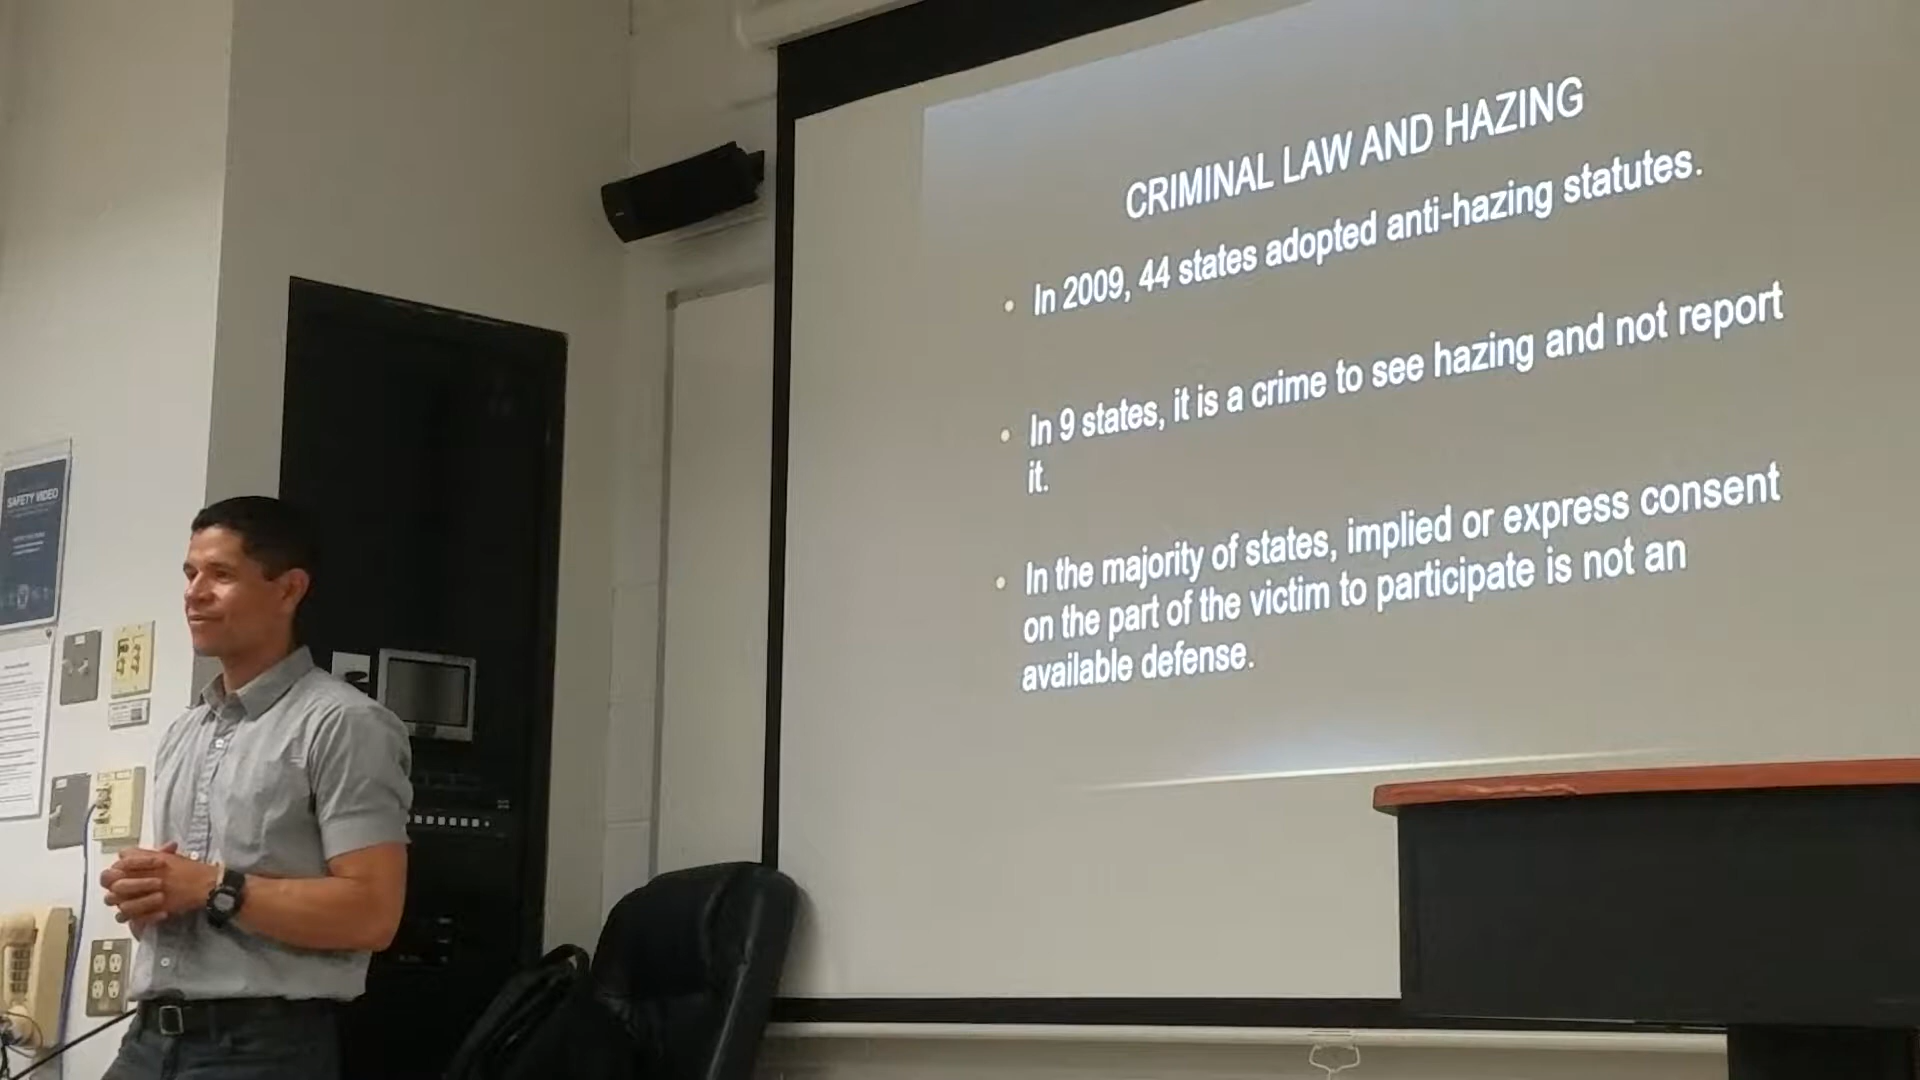 CRIMINAL LAW AND HAZING
• In 2009, 44 states adopted anti-hazing statutes.
• In 9 states, it is a crime to see hazing and not report
it.
• In the majority of states, implied or express consent
on the part of the victim to participate is not an
available defense.
SAFETY VIDEO